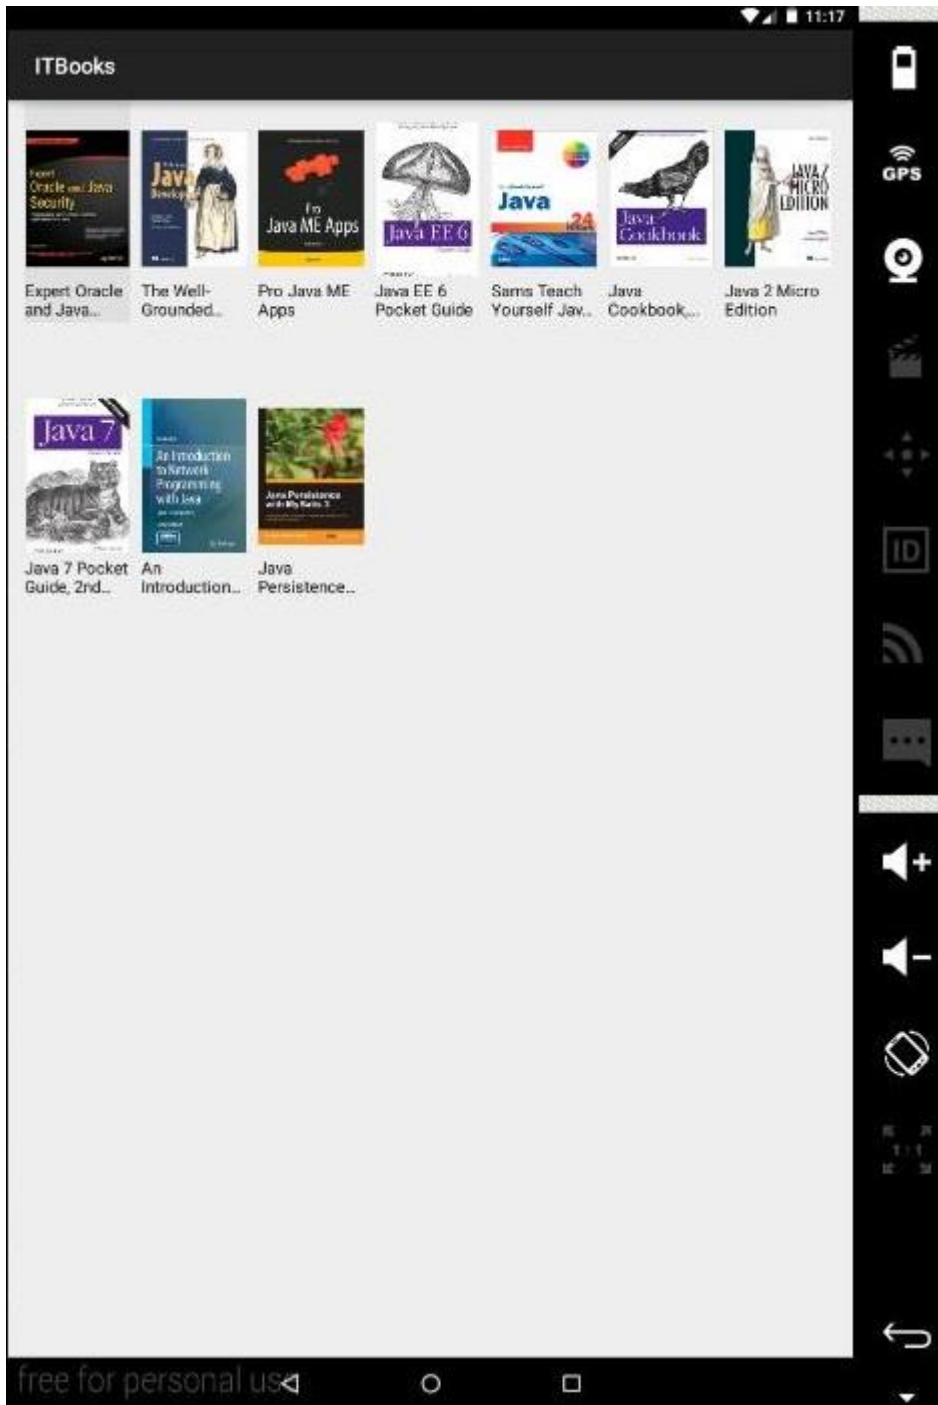 11:17
ITBooks
GPS
Expert
Oracle and Java
Security
Java
Develop
Pro
Java ME Apps
Java EE 6
Java
24
Java
Cookbook
JAVA 2
MICRO
EDITION
Expert Oracle
and Java...
The Well-
Grounded...
Pro Java ME
Apps
Java EE 6
Pocket Guide
Sams Teach
Yourself Jav...
Java
Cookbook,...
Java 2 Micro
Edition
Java 7
An Introduction
to Network
Programming
with Java
Java Persistence
with MyBatis 3
Java 7 Pocket
Guide, 2nd...
An
Introduction...
Java
Persistence...
ID
1:1
free for personal us